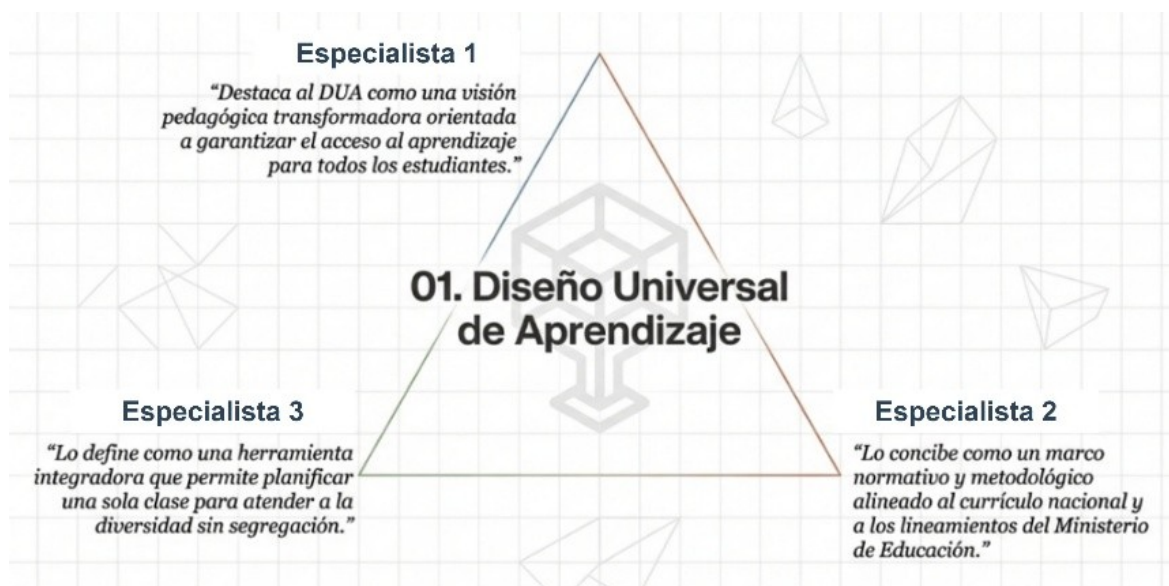 Especialista 1
“Destaca al DUA como una visión
pedagógica transformadora orientada
a garantizar el acceso al aprendizaje
para todos los estudiantes.”
01. Diseño Universal
de Aprendizaje
Especialista 3
“Lo define como una herramienta
integradora que permite planificar
una sola clase para atender a la
diversidad sin segregación.”
Especialista 2
“Lo concibe como un marco
normativo y metodológico
alineado al currículo nacional y
a los lineamientos del Ministerio
de Educación.”